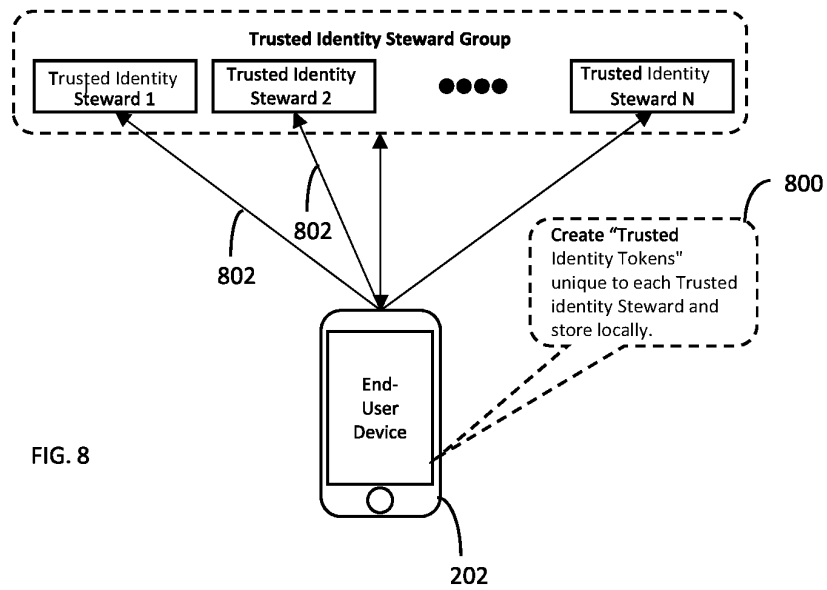 Trusted Identity Steward Group
Trusted Identity
Steward 1
Trusted Identity
Steward 2
Trusted Identity
Steward N
800
802
802
Create “Trusted
Identity Tokens"
unique to each Trusted
identity Steward and
store locally.
End-
User
Device
FIG. 8
202